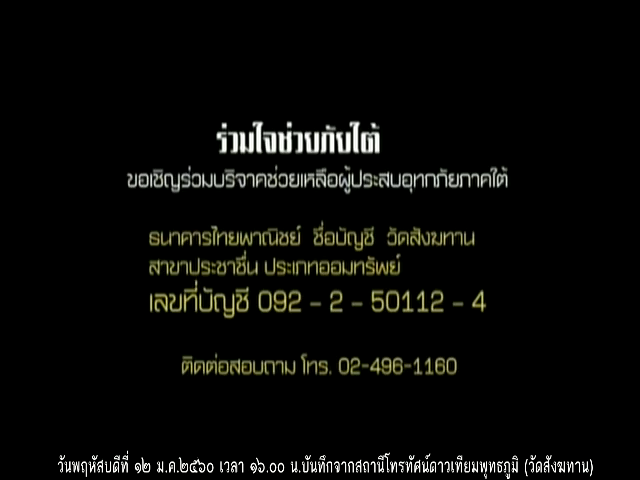 ร่วมใจช่วยภัยใต้
ขอเชิญร่วมบริจาคช่วยเหลือผู้ประสบอุทกภัยภาคใต้
ธนาคารไทยพาณิชย์ ชื่อบัญชี วัดสังฆทาน
สาขาประชาชื่น ประเภทออมทรัพย์
เลขที่บัญชี 092 - 2 - 50112 - 4
ติดต่อสอบถาม โทร. 02-496-1160
วันพฤหัสบดีที่ ๑๒ ม.ค.๒๕๖๐ เวลา ๑๖.๐๐ น.บันทึกจากสถานีโทรทัศน์ดาวเทียมพุทธภูมิ (วัดสังฆทาน)